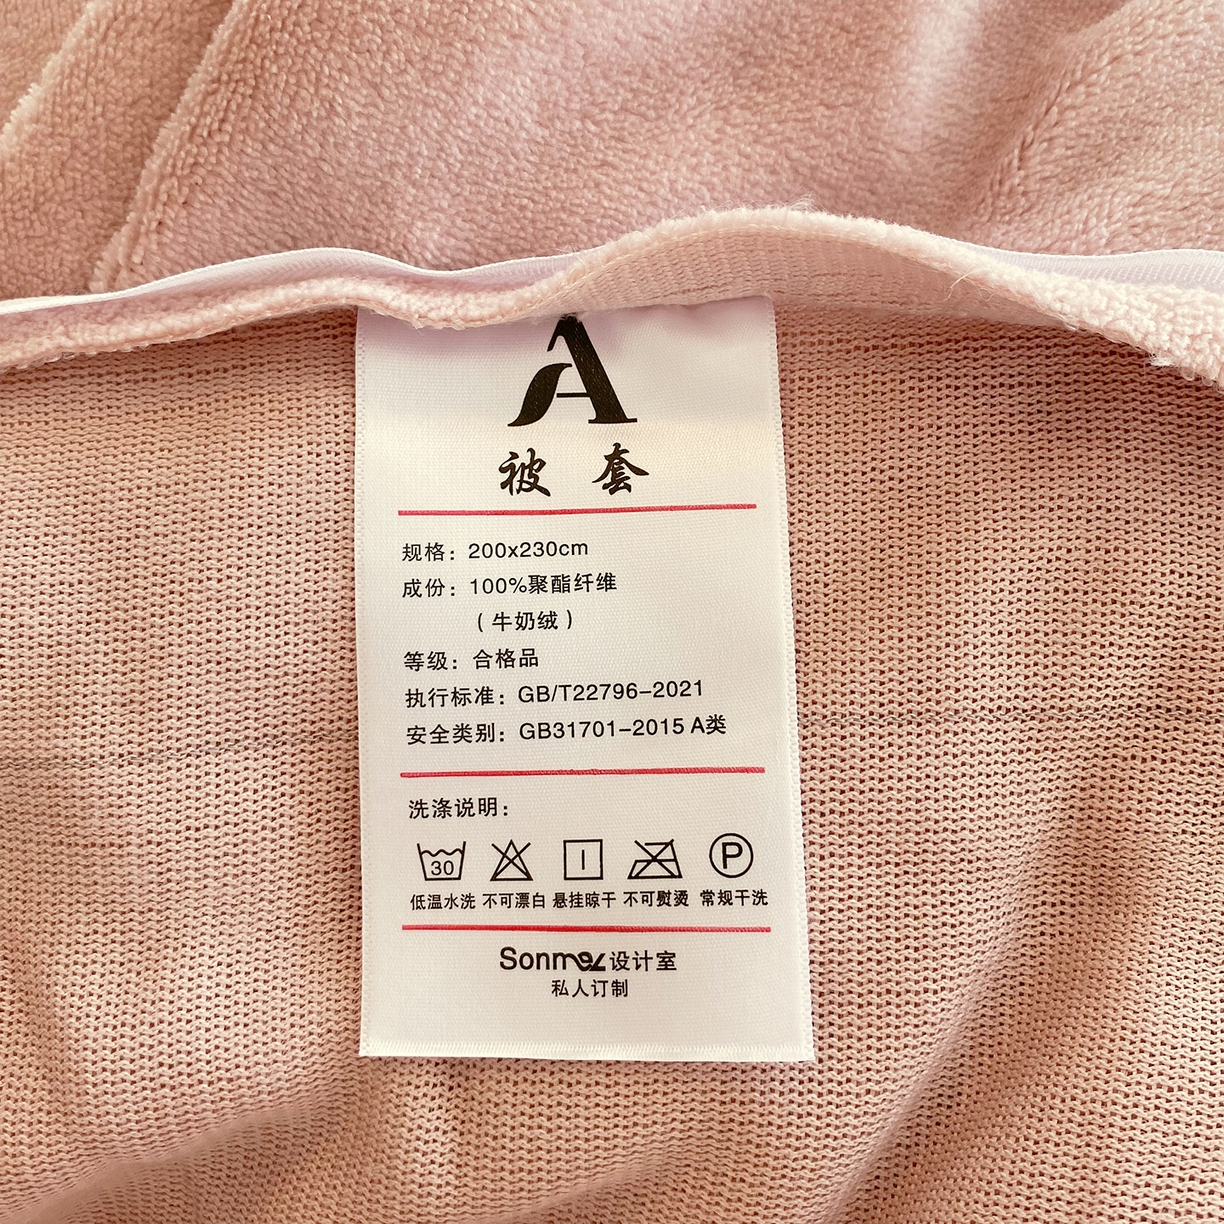 A
被套
规格：200x230cm
成份：100%聚酯纤维
（牛奶绒）
等级：合格品
执行标准：GB/T22796-2021
安全类别：GB31701-2015 A类
洗涤说明：
30 P
低温水洗 不可漂白 悬挂晾干 不可熨烫 常规干洗
设计室
私人订制